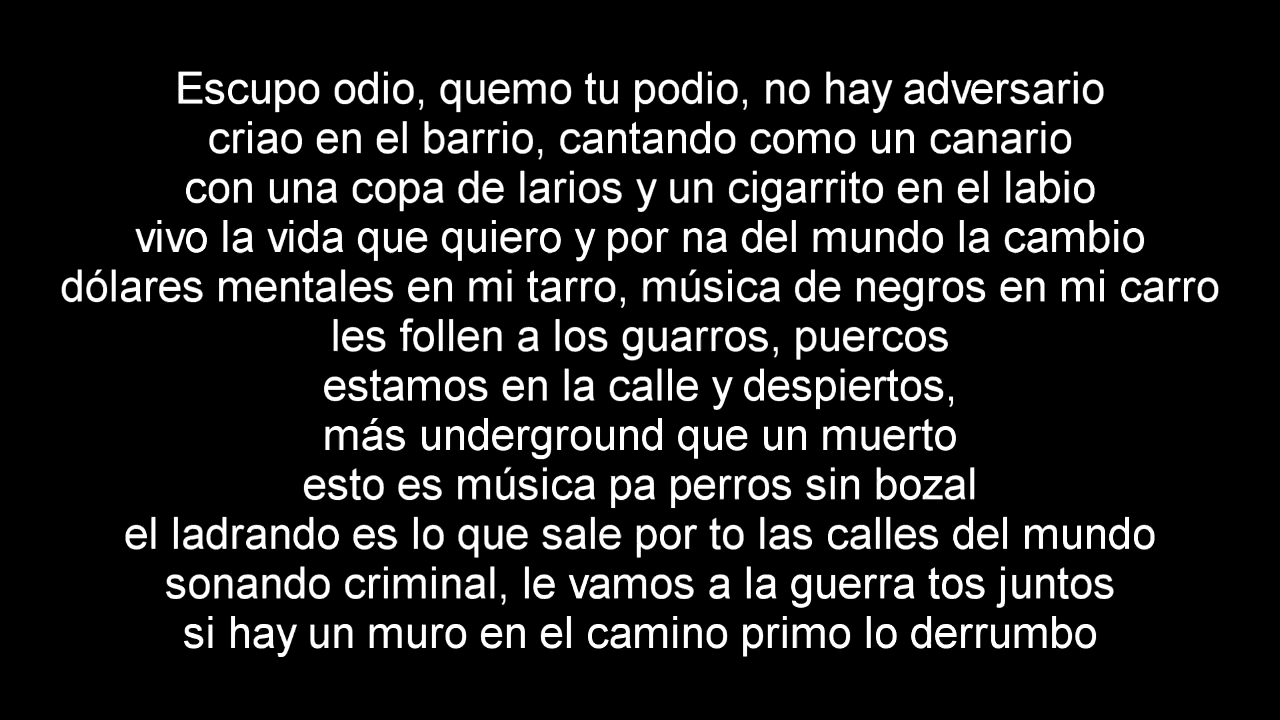 Escupo odio, quemo tu podio, no hay adversario
criao en el barrio, cantando como un canario
con una copa de larios y un cigarrito en el labio
vivo la vida que quiero y por na del mundo la cambio
dólares mentales en mi tarro, música de negros en mi carro
les follen a los guarros, puercos
estamos en la calle y despiertos,
más underground que un muerto
esto es música pa perros sin bozal
el ladrando es lo que sale por to las calles del mundo
sonando criminal, le vamos a la guerra tos juntos
si hay un muro en el camino primo lo derrumbo